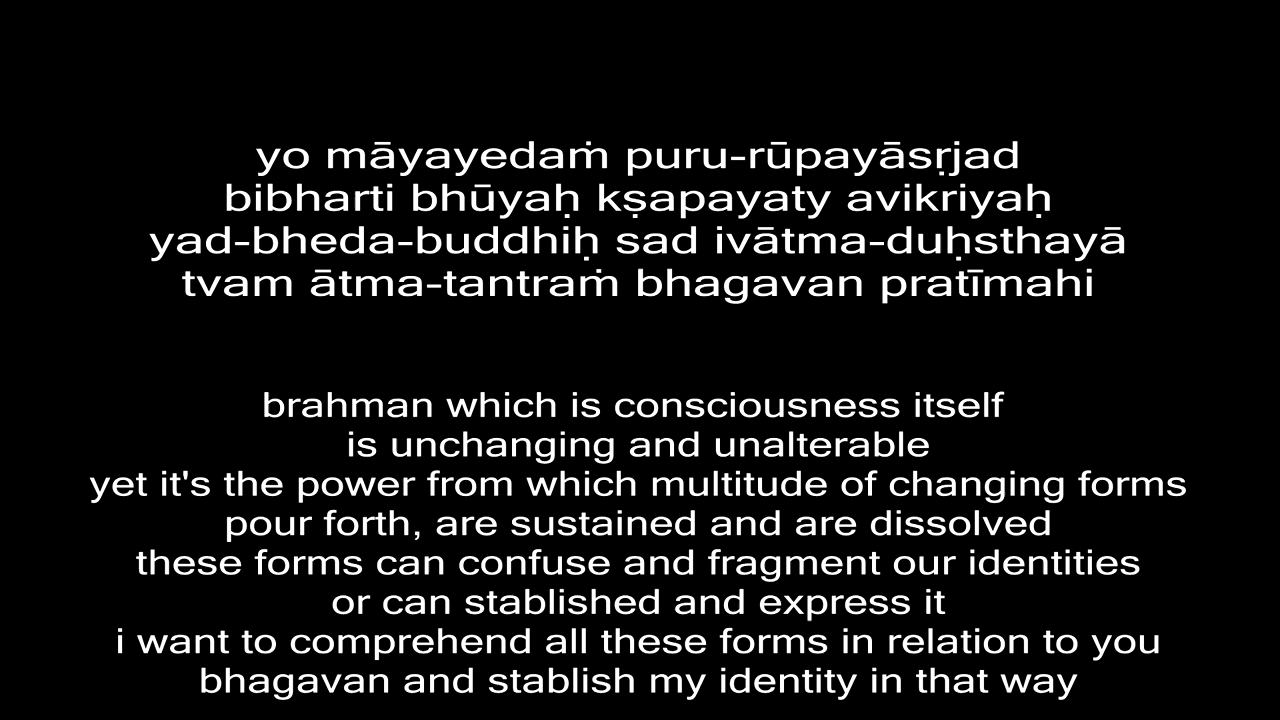 yo māyayedaṁ puru-rūpayāsṛjad
bibharti bhūyaḥ kṣapayaty avikriyaḥ
yad-bheda-buddhiḥ sad ivātma-duḥsthayā
tvam ātma-tantraṁ bhagavan pratīmahi
brahman which is consciousness itself
is unchanging and unalterable
yet it's the power from which multitude of changing forms
pour forth, are sustained and are dissolved
these forms can confuse and fragment our identities
or can stablished and express it
i want to comprehend all these forms in relation to you
bhagavan and stablish my identity in that way